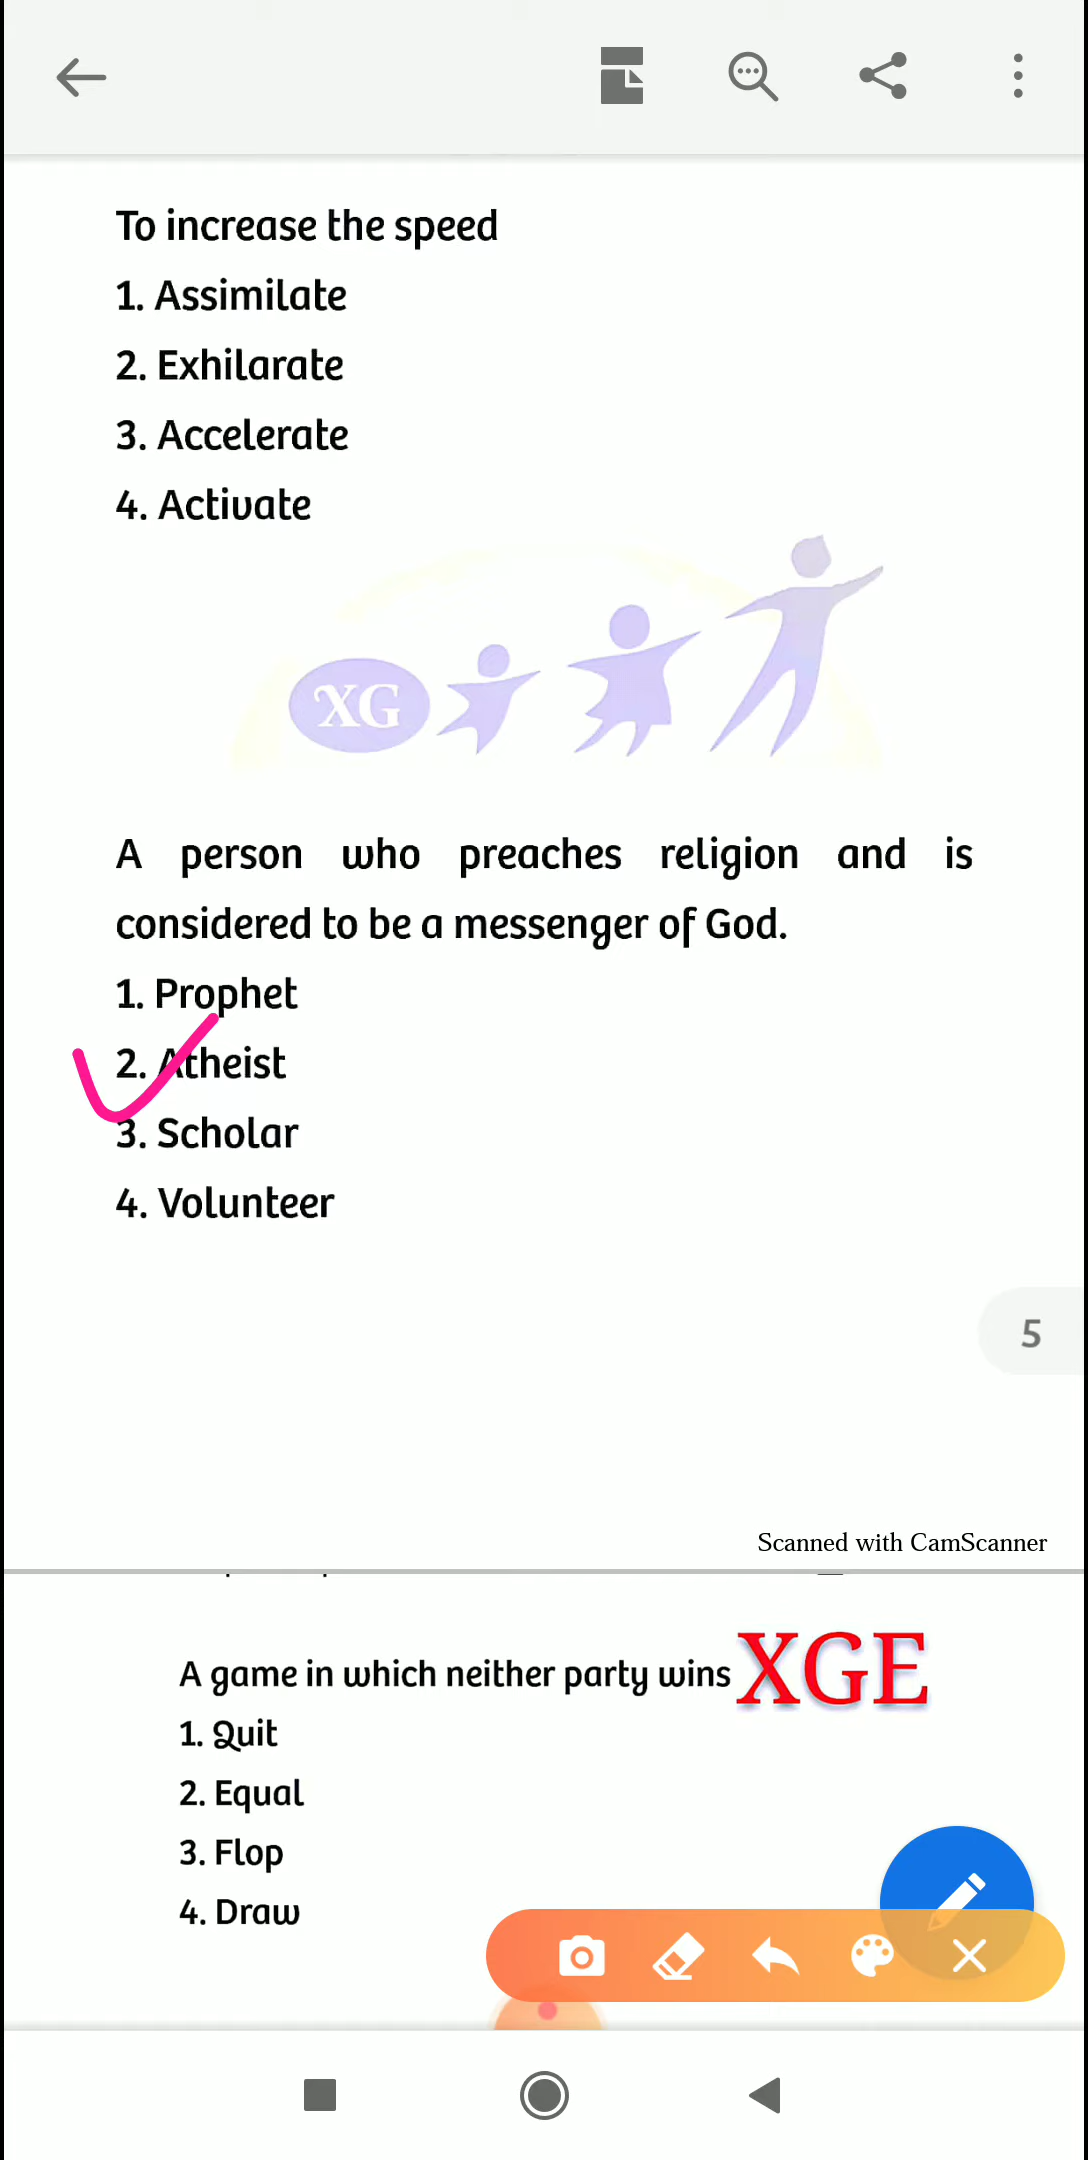 To increase the speed
1. Assimilate
2. Exhilarate
3. Accelerate
4. Activate
XG
A person who preaches religion and is
considered to be a messenger of God.
1. Prophet
2. Atheist
3. Scholar
4. Volunteer
5
Scanned with CamScanner
A game in which neither party wins XGE
1. Quit
2. Equal
3. Flop
4. Draw